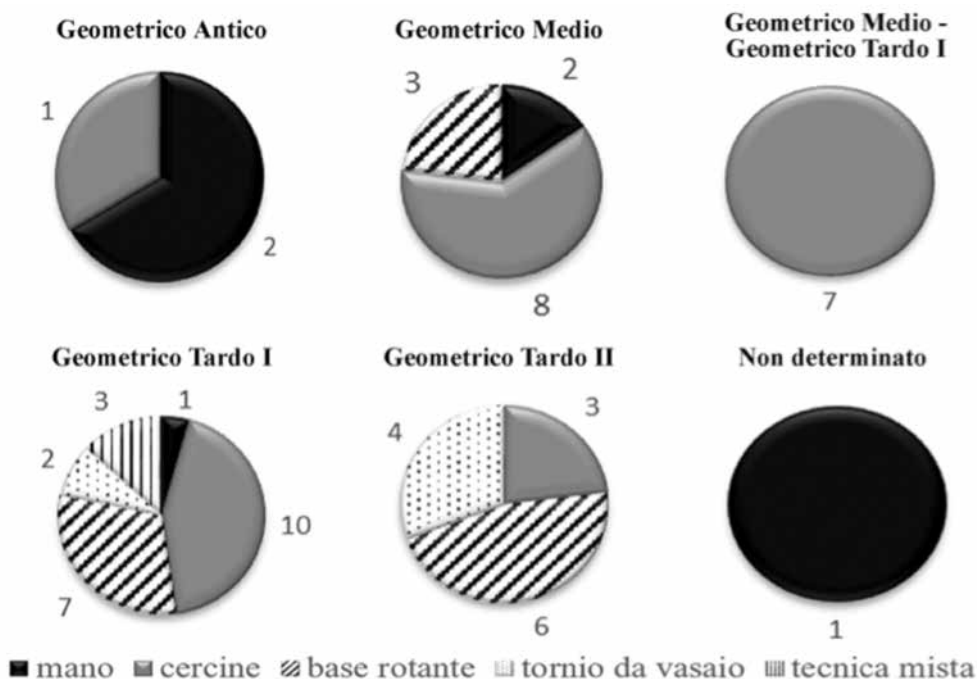 Geometrico Antico
1
2
Geometrico Medio
3
2
8
Geometrico Medio -
Geometrico Tardo I
7
Geometrico Tardo I
3
1
2
10
7
Geometrico Tardo II
4
3
6
Non determinato
1
mano cercine base rotante tornio da vasaio tecnica mista